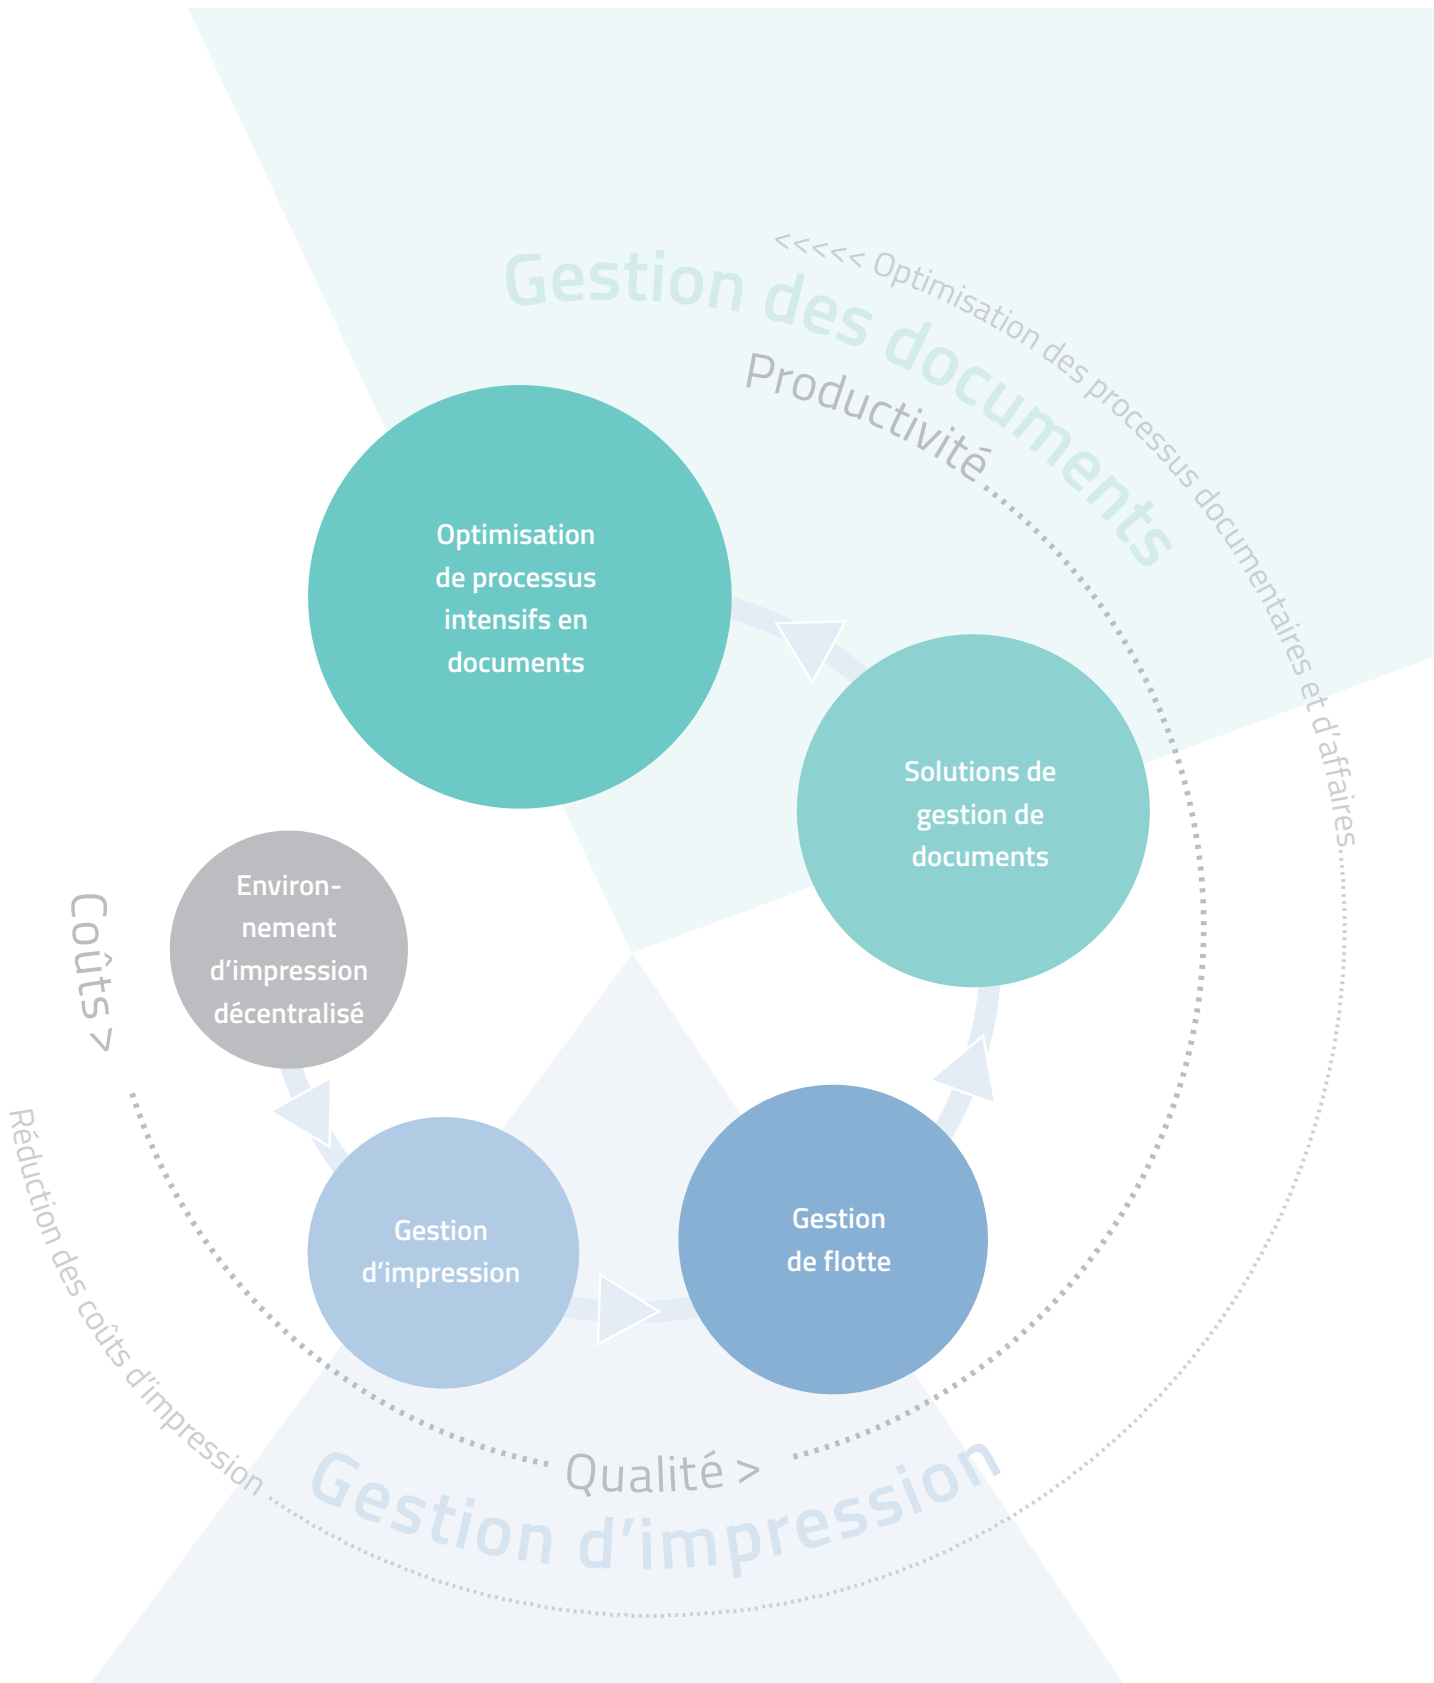 <<<<< Optimisation des processus documentaires et d’affaires
Gestion des documents
Productivité
Optimisation
de processus
intensifs en
documents
Solutions de
gestion de
documents
Environ-
nement
d’impression
décentralisé
Coûts >
Réduction des coûts d’impression
Gestion
d’impression
Gestion
de flotte
Qualité >
Gestion d’impression